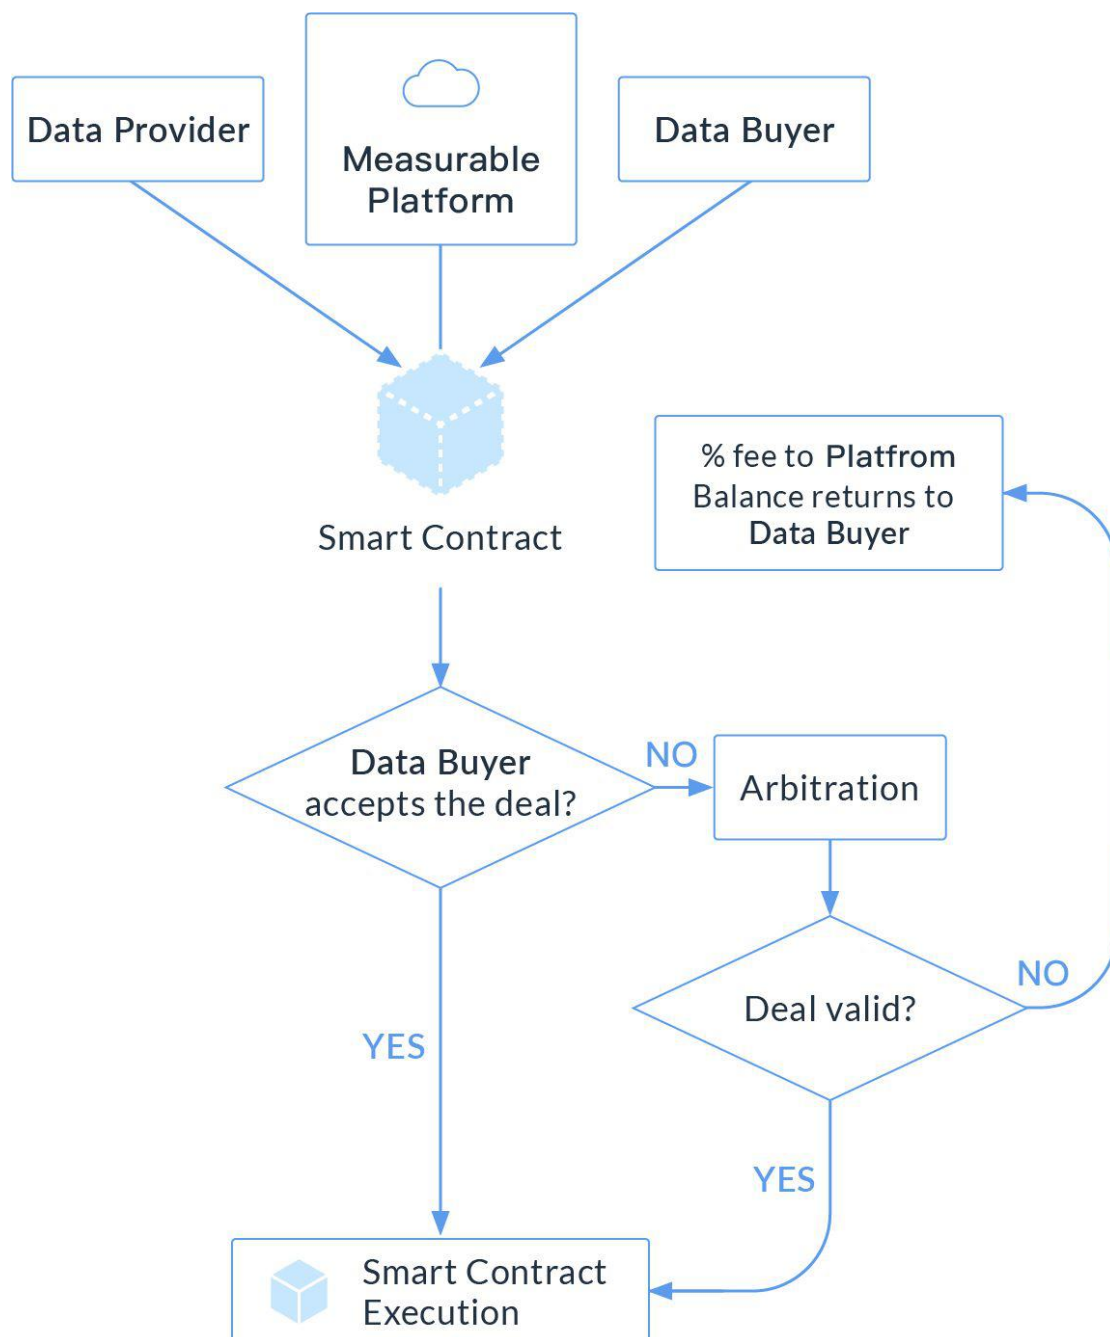 Data Provider
Measurable
Platform
Data Buyer
Smart Contract
% fee to Platfrom
Balance returns to
Data Buyer
Data Buyer
accepts the deal?
NO
Arbitration
Deal valid?
NO
YES
YES
Smart Contract
Execution